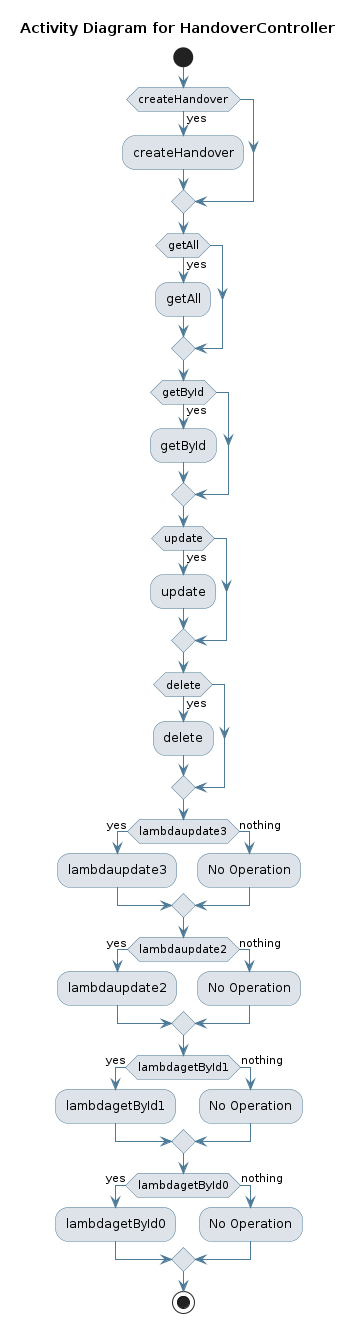 Activity Diagram for HandoverController
createHandover
yes
createHandover
getAll
yes
getAll
getById
yes
getById
update
yes
update
delete
yes
delete
yes lambdaupdate3 nothing
lambdaupdate3 No Operation
yes lambdaupdate2 nothing
lambdaupdate2 No Operation
yes lambdagetById1 nothing
lambdagetById1 No Operation
yes lambdagetById0 nothing
lambdagetById0 No Operation